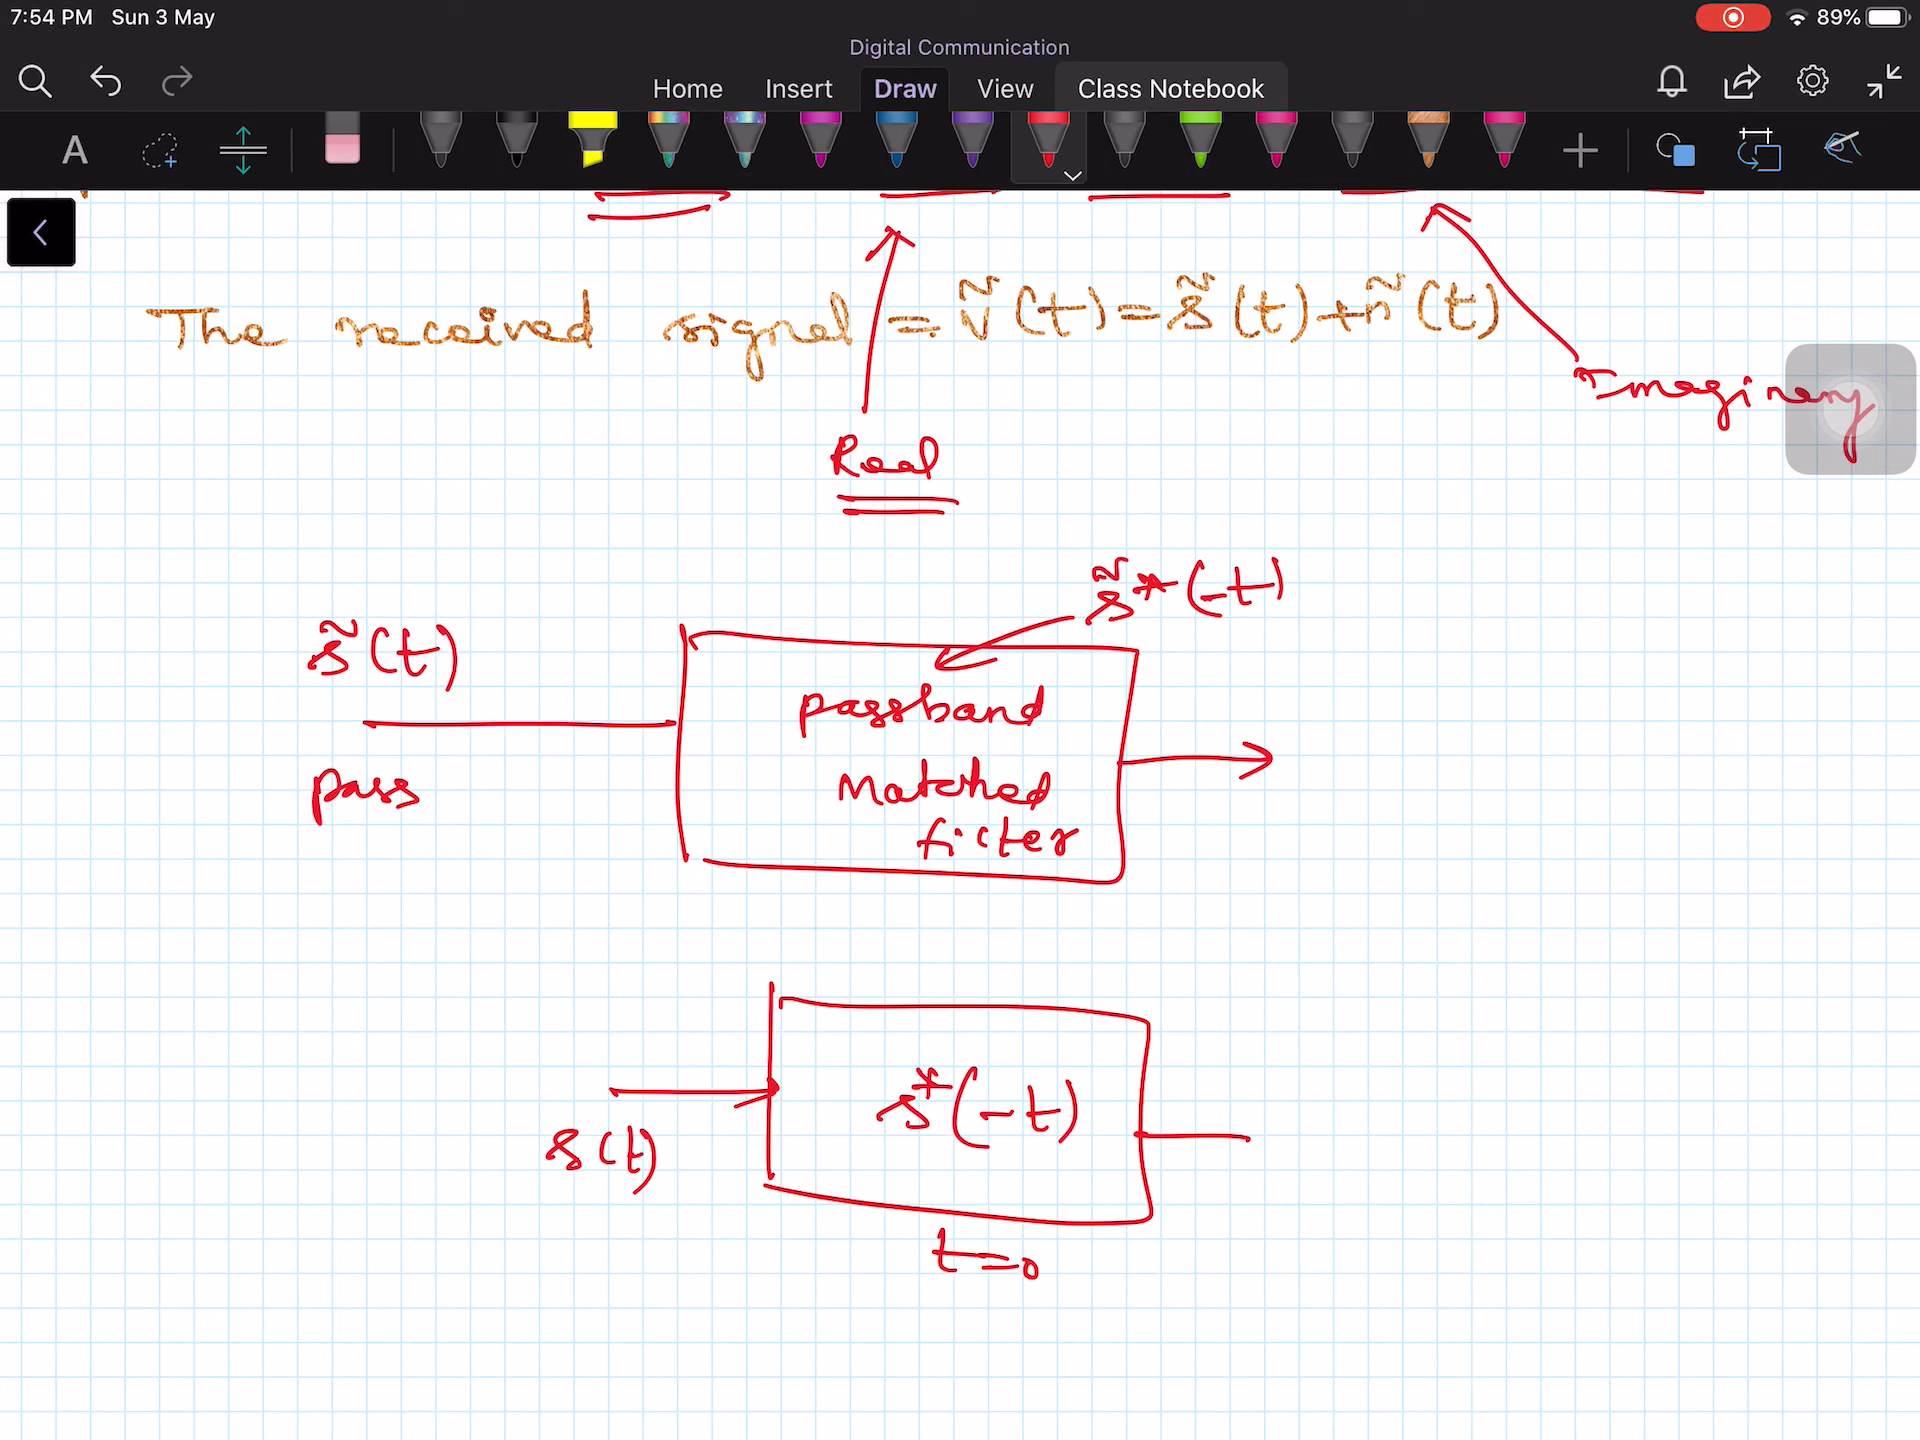 7:54 PM Sun 3 May
89%
Digital Communication
Home Insert Draw View Class Notebook
A
The received signal = ṽ(t) = s̃(t) + ñ(t)
Imaginary
Real
s̃*(-t)
s̃(t)
passband
pass
Matched
filter
s*(-t)
s(t)
t=0